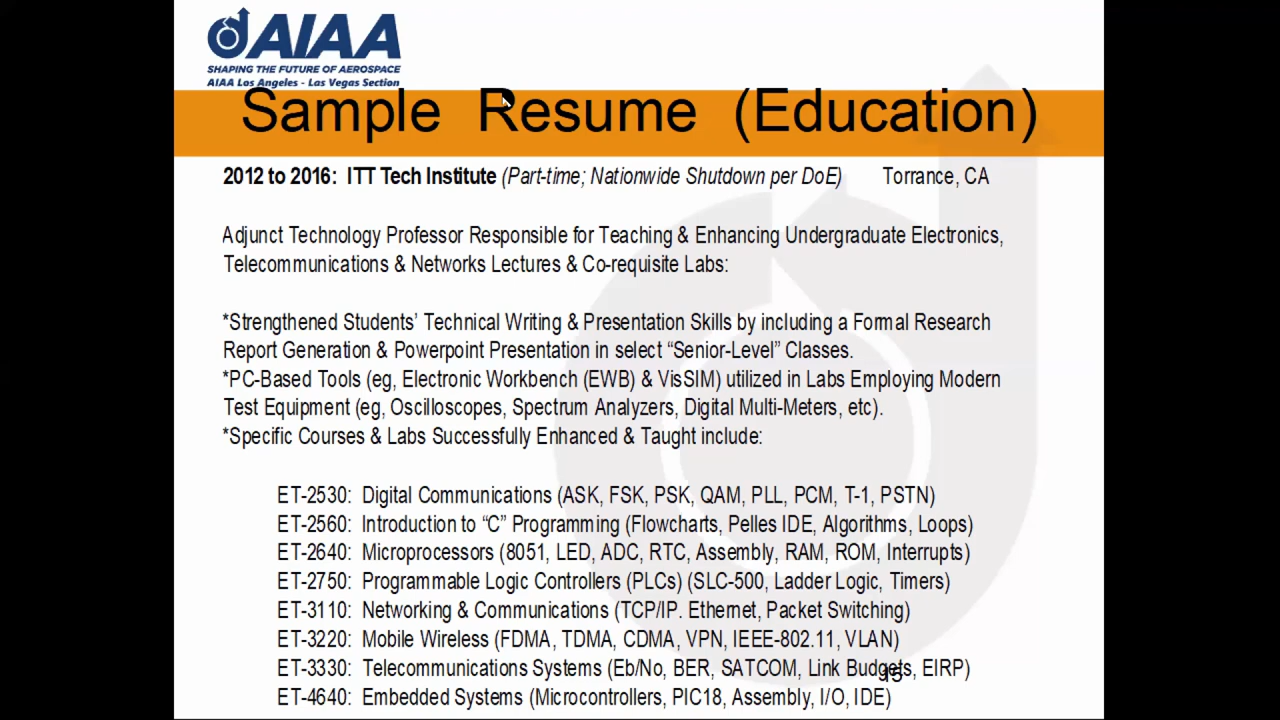 AIAA
SHAPING THE FUTURE OF AEROSPACE
AIAA Los Angeles - Las Vegas Section
Sample Resume (Education)
2012 to 2016: ITT Tech Institute (Part-time; Nationwide Shutdown per DoE) Torrance, CA
Adjunct Technology Professor Responsible for Teaching & Enhancing Undergraduate Electronics,
Telecommunications & Networks Lectures & Co-requisite Labs:
*Strengthened Students’ Technical Writing & Presentation Skills by including a Formal Research
Report Generation & Powerpoint Presentation in select “Senior-Level” Classes.
*PC-Based Tools (eg, Electronic Workbench (EWB) & VisSIM) utilized in Labs Employing Modern
Test Equipment (eg, Oscilloscopes, Spectrum Analyzers, Digital Multi-Meters, etc).
*Specific Courses & Labs Successfully Enhanced & Taught include:
ET-2530: Digital Communications (ASK, FSK, PSK, QAM, PLL, PCM, T-1, PSTN)
ET-2560: Introduction to “C” Programming (Flowcharts, Pelles IDE, Algorithms, Loops)
ET-2640: Microprocessors (8051, LED, ADC, RTC, Assembly, RAM, ROM, Interrupts)
ET-2750: Programmable Logic Controllers (PLCs) (SLC-500, Ladder Logic, Timers)
ET-3110: Networking & Communications (TCP/IP. Ethernet, Packet Switching)
ET-3220: Mobile Wireless (FDMA, TDMA, CDMA, VPN, IEEE-802.11, VLAN)
ET-3330: Telecommunications Systems (Eb/No, BER, SATCOM, Link Budgets, EIRP)
15
ET-4640: Embedded Systems (Microcontrollers, PIC18, Assembly, I/O, IDE)